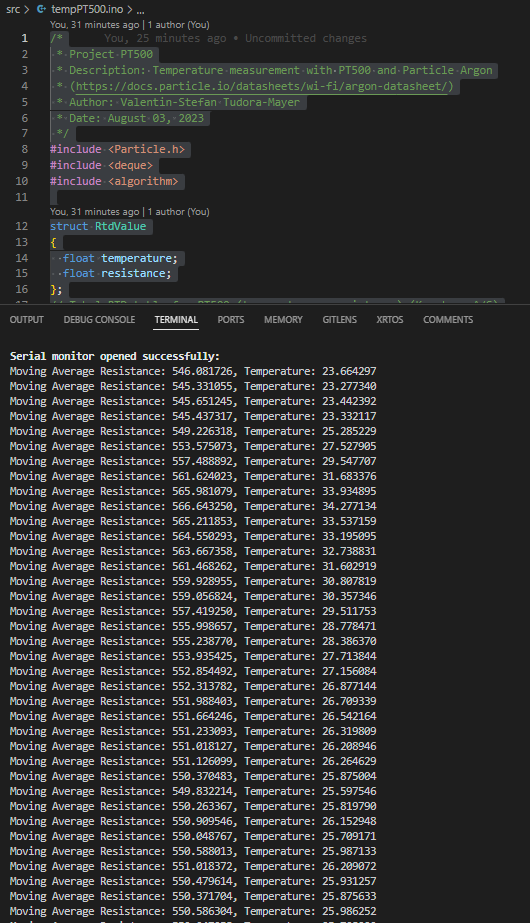 src > tempPT500.ino > ...
You, 31 minutes ago | 1 author (You)
1 /* You, 25 minutes ago • Uncommitted changes
2 * Project PT500
3 * Description: Temperature measurement with PT500 and Particle Argon
4 * (https://docs.particle.io/datasheets/wi-fi/argon-datasheet/)
5 * Author: Valentin-Stefan Tudora-Mayer
6 * Date: August 03, 2023
7 */
8 #include <Particle.h>
9 #include <deque>
10 #include <algorithm>
11
You, 31 minutes ago | 1 author (You)
12 struct RtdValue
13 {
14 float temperature;
15 float resistance;
16 };
OUTPUT DEBUG CONSOLE TERMINAL PORTS MEMORY GITLENS XRTOS COMMENTS
Serial monitor opened successfully:
Moving Average Resistance: 546.081726, Temperature: 23.664297
Moving Average Resistance: 545.331055, Temperature: 23.277340
Moving Average Resistance: 545.651245, Temperature: 23.442392
Moving Average Resistance: 545.437317, Temperature: 23.332117
Moving Average Resistance: 549.226318, Temperature: 25.285229
Moving Average Resistance: 553.575073, Temperature: 27.527905
Moving Average Resistance: 557.488892, Temperature: 29.547707
Moving Average Resistance: 561.624023, Temperature: 31.683376
Moving Average Resistance: 565.981079, Temperature: 33.934895
Moving Average Resistance: 566.643250, Temperature: 34.277134
Moving Average Resistance: 565.211853, Temperature: 33.537159
Moving Average Resistance: 564.550293, Temperature: 33.195095
Moving Average Resistance: 563.667358, Temperature: 32.738831
Moving Average Resistance: 561.468262, Temperature: 31.602919
Moving Average Resistance: 559.928955, Temperature: 30.807819
Moving Average Resistance: 559.056824, Temperature: 30.357346
Moving Average Resistance: 557.419250, Temperature: 29.511753
Moving Average Resistance: 555.998657, Temperature: 28.778471
Moving Average Resistance: 555.238770, Temperature: 28.386370
Moving Average Resistance: 553.935425, Temperature: 27.713844
Moving Average Resistance: 552.854492, Temperature: 27.156084
Moving Average Resistance: 552.313782, Temperature: 26.877144
Moving Average Resistance: 551.988403, Temperature: 26.709339
Moving Average Resistance: 551.664246, Temperature: 26.542164
Moving Average Resistance: 551.233093, Temperature: 26.319809
Moving Average Resistance: 551.018127, Temperature: 26.208946
Moving Average Resistance: 551.126099, Temperature: 26.264629
Moving Average Resistance: 550.370483, Temperature: 25.875004
Moving Average Resistance: 549.832214, Temperature: 25.597546
Moving Average Resistance: 550.263367, Temperature: 25.819790
Moving Average Resistance: 550.909546, Temperature: 26.152948
Moving Average Resistance: 550.048767, Temperature: 25.709171
Moving Average Resistance: 550.588013, Temperature: 25.987133
Moving Average Resistance: 551.018372, Temperature: 26.209072
Moving Average Resistance: 550.479614, Temperature: 25.931257
Moving Average Resistance: 550.371704, Temperature: 25.875633
Moving Average Resistance: 550.586304, Temperature: 25.986252